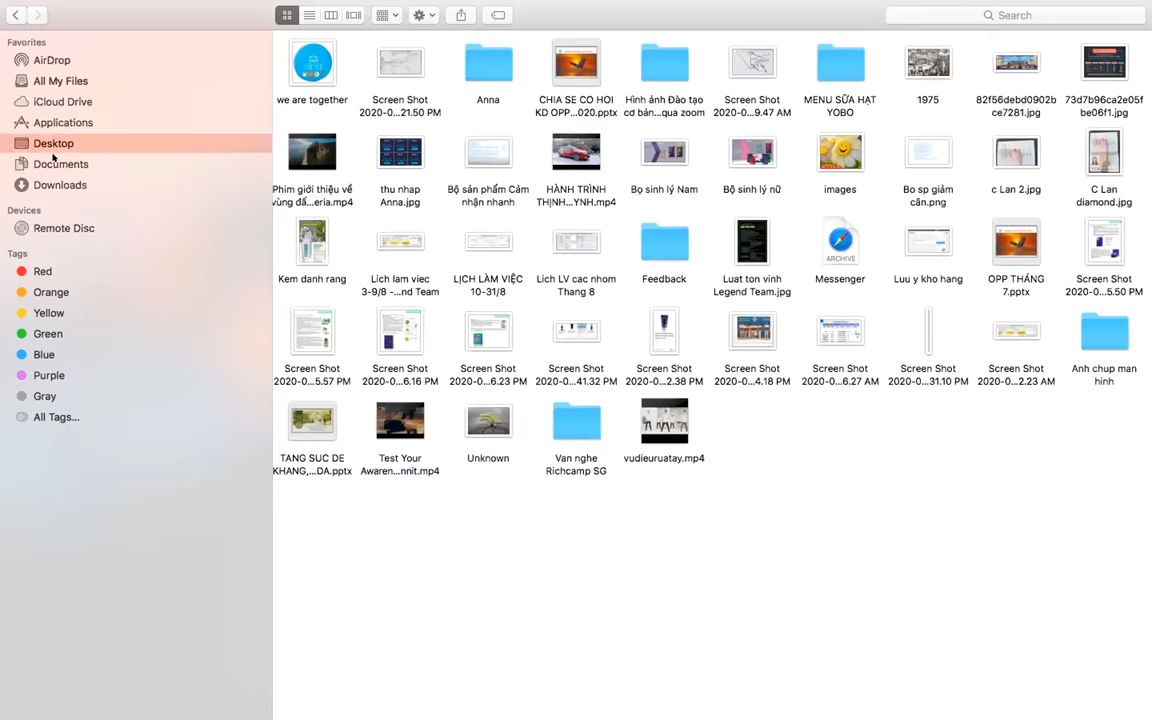 Search
Favorites
AirDrop
All My Files
iCloud Drive
Applications
Desktop
Documents
Downloads
Devices
Remote Disc
Tags
Red
Orange
Yellow
Green
Blue
Purple
Gray
All Tags...
we are together
Screen Shot
2020-0...21.50 PM
Anna
CHIA SE CO HOI
KD OPP...020.pptx
Hình ảnh Đào tạo
cơ bản...qua zoom
Screen Shot
2020-0...9.47 AM
MENU SỮA HẠT
YOBO
1975
82f56debd0902b
ce7281.jpg
73d7b96ca2e05f
be06f1.jpg
Phim giới thiệu về
vùng đấ...eria.mp4
thu nhap
Anna.jpg
Bộ sản phẩm Cảm
nhận nhanh
HÀNH TRÌNH
THỊNH...YNH.mp4
Bọ sinh lý Nam
Bộ sinh lý nữ
images
Bo sp giảm
cân.png
c Lan 2.jpg
C Lan
diamond.jpg
Kem danh rang
Lich lam viec
3-9/8 -...nd Team
LỊCH LÀM VIỆC
10-31/8
Lich LV cac nhom
Thang 8
Feedback
Luat ton vinh
Legend Team.jpg
ARCHIVE
Messenger
Luu y kho hang
OPP THÁNG
7.pptx
Screen Shot
2020-0...5.50 PM
Screen Shot
2020-0...5.57 PM
Screen Shot
2020-0...6.16 PM
Screen Shot
2020-0...6.23 PM
Screen Shot
2020-0...41.32 PM
Screen Shot
2020-0...2.38 PM
Screen Shot
2020-0...4.18 PM
Screen Shot
2020-0...6.27 AM
Screen Shot
2020-0...31.10 PM
Screen Shot
2020-0...2.23 AM
Anh chup man
hinh
TANG SUC DE
KHANG,...DA.pptx
Test Your
Awaren...nnit.mp4
Unknown
Van nghe
Richcamp SG
vudieuruatay.mp4